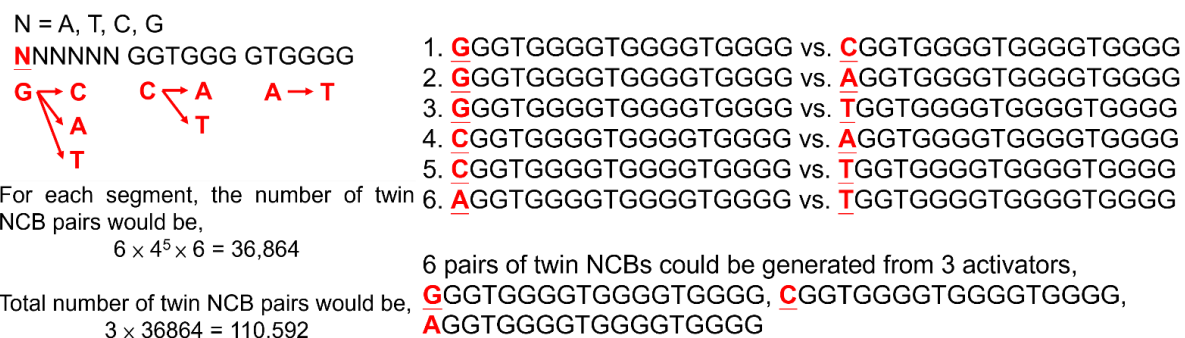 N = A, T, C, G
NNNNNN GGTGGG GTGGGG
G → C C → A A → T
A T
T
For each segment, the number of twin
NCB pairs would be,
6 × 4⁵ × 6 = 36,864
Total number of twin NCB pairs would be,
3 × 36864 = 110,592
1. GGGTGGGGTGGGGTGGGG vs. CGGTGGGGTGGGGTGGGG
2. GGGTGGGGTGGGGTGGGG vs. AGGTGGGGTGGGGTGGGG
3. GGGTGGGGTGGGGTGGGG vs. TGGTGGGGTGGGGTGGGG
4. CGGTGGGGTGGGGTGGGG vs. AGGTGGGGTGGGGTGGGG
5. CGGTGGGGTGGGGTGGGG vs. TGGTGGGGTGGGGTGGGG
6. AGGTGGGGTGGGGTGGGG vs. TGGTGGGGTGGGGTGGGG
6 pairs of twin NCBs could be generated from 3 activators,
GGGTGGGGTGGGGTGGGG, CGGTGGGGTGGGGTGGGG,
AGGTGGGGTGGGGTGGGG